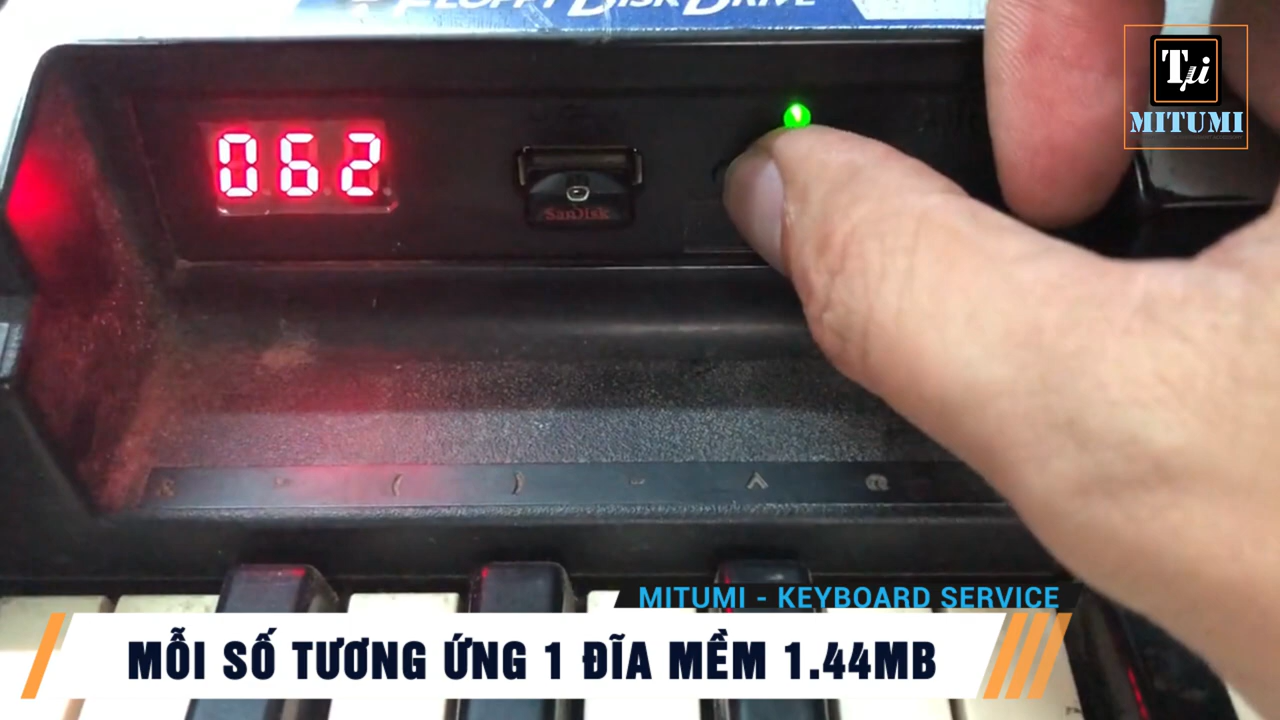 FLOPPY DISK DRIVE
Tµi
MITUMI
062
SanDisk
& - ( ) - ^ @
MITUMI - KEYBOARD SERVICE
MỖI SỐ TƯƠNG ỨNG 1 ĐĨA MỀM 1.44MB